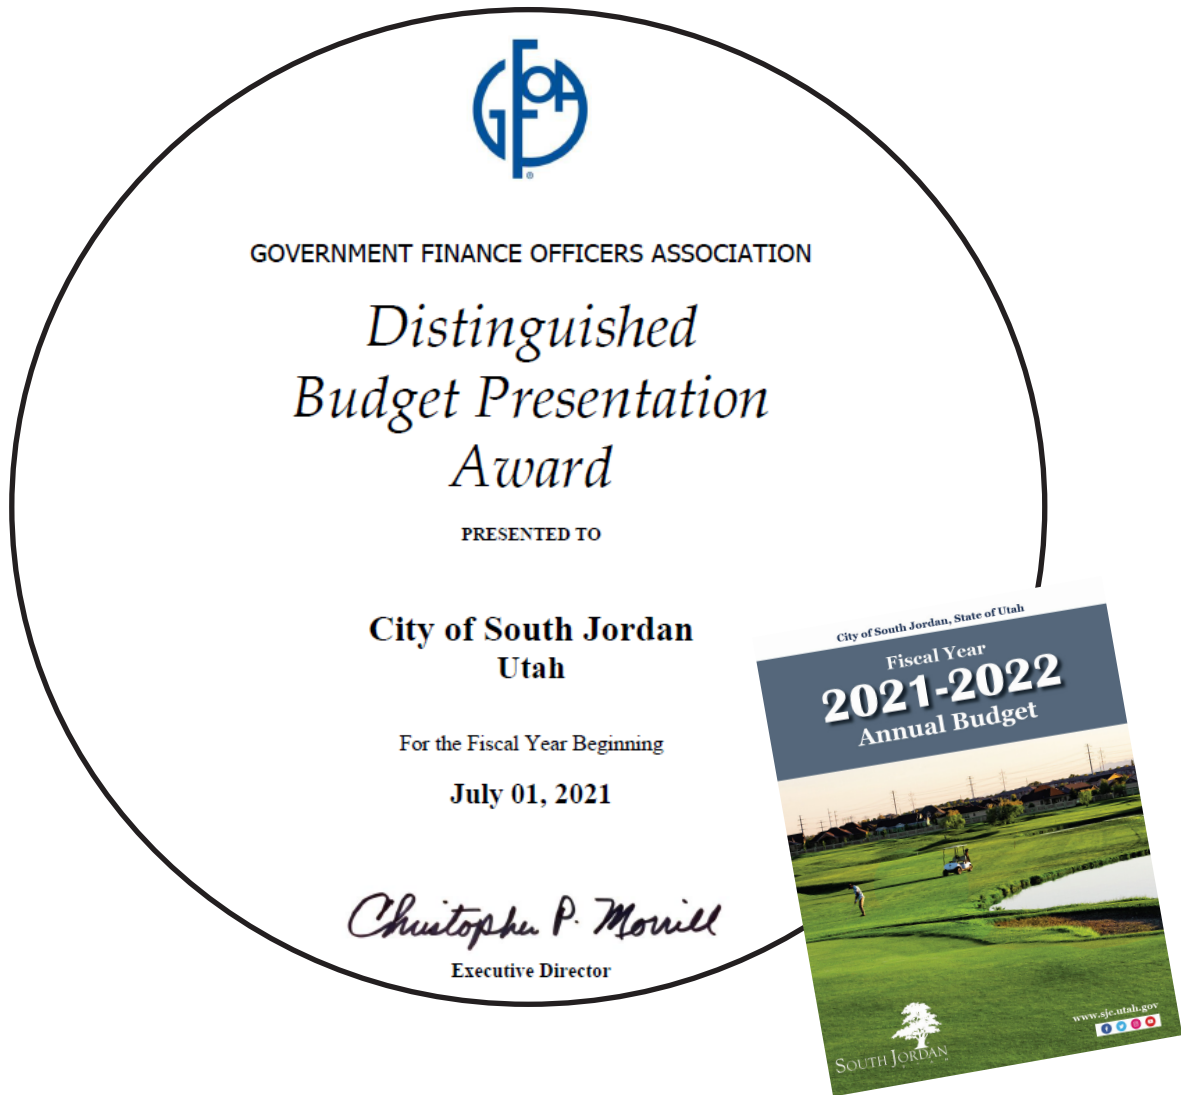 GFOA
®
GOVERNMENT FINANCE OFFICERS ASSOCIATION
Distinguished
Budget Presentation
Award
PRESENTED TO
City of South Jordan
Utah
For the Fiscal Year Beginning
July 01, 2021
Christopher P. Morrill
Executive Director
City of South Jordan, State of Utah
Fiscal Year
2021-2022
Annual Budget
www.sjc.utah.gov
SOUTH JORDAN